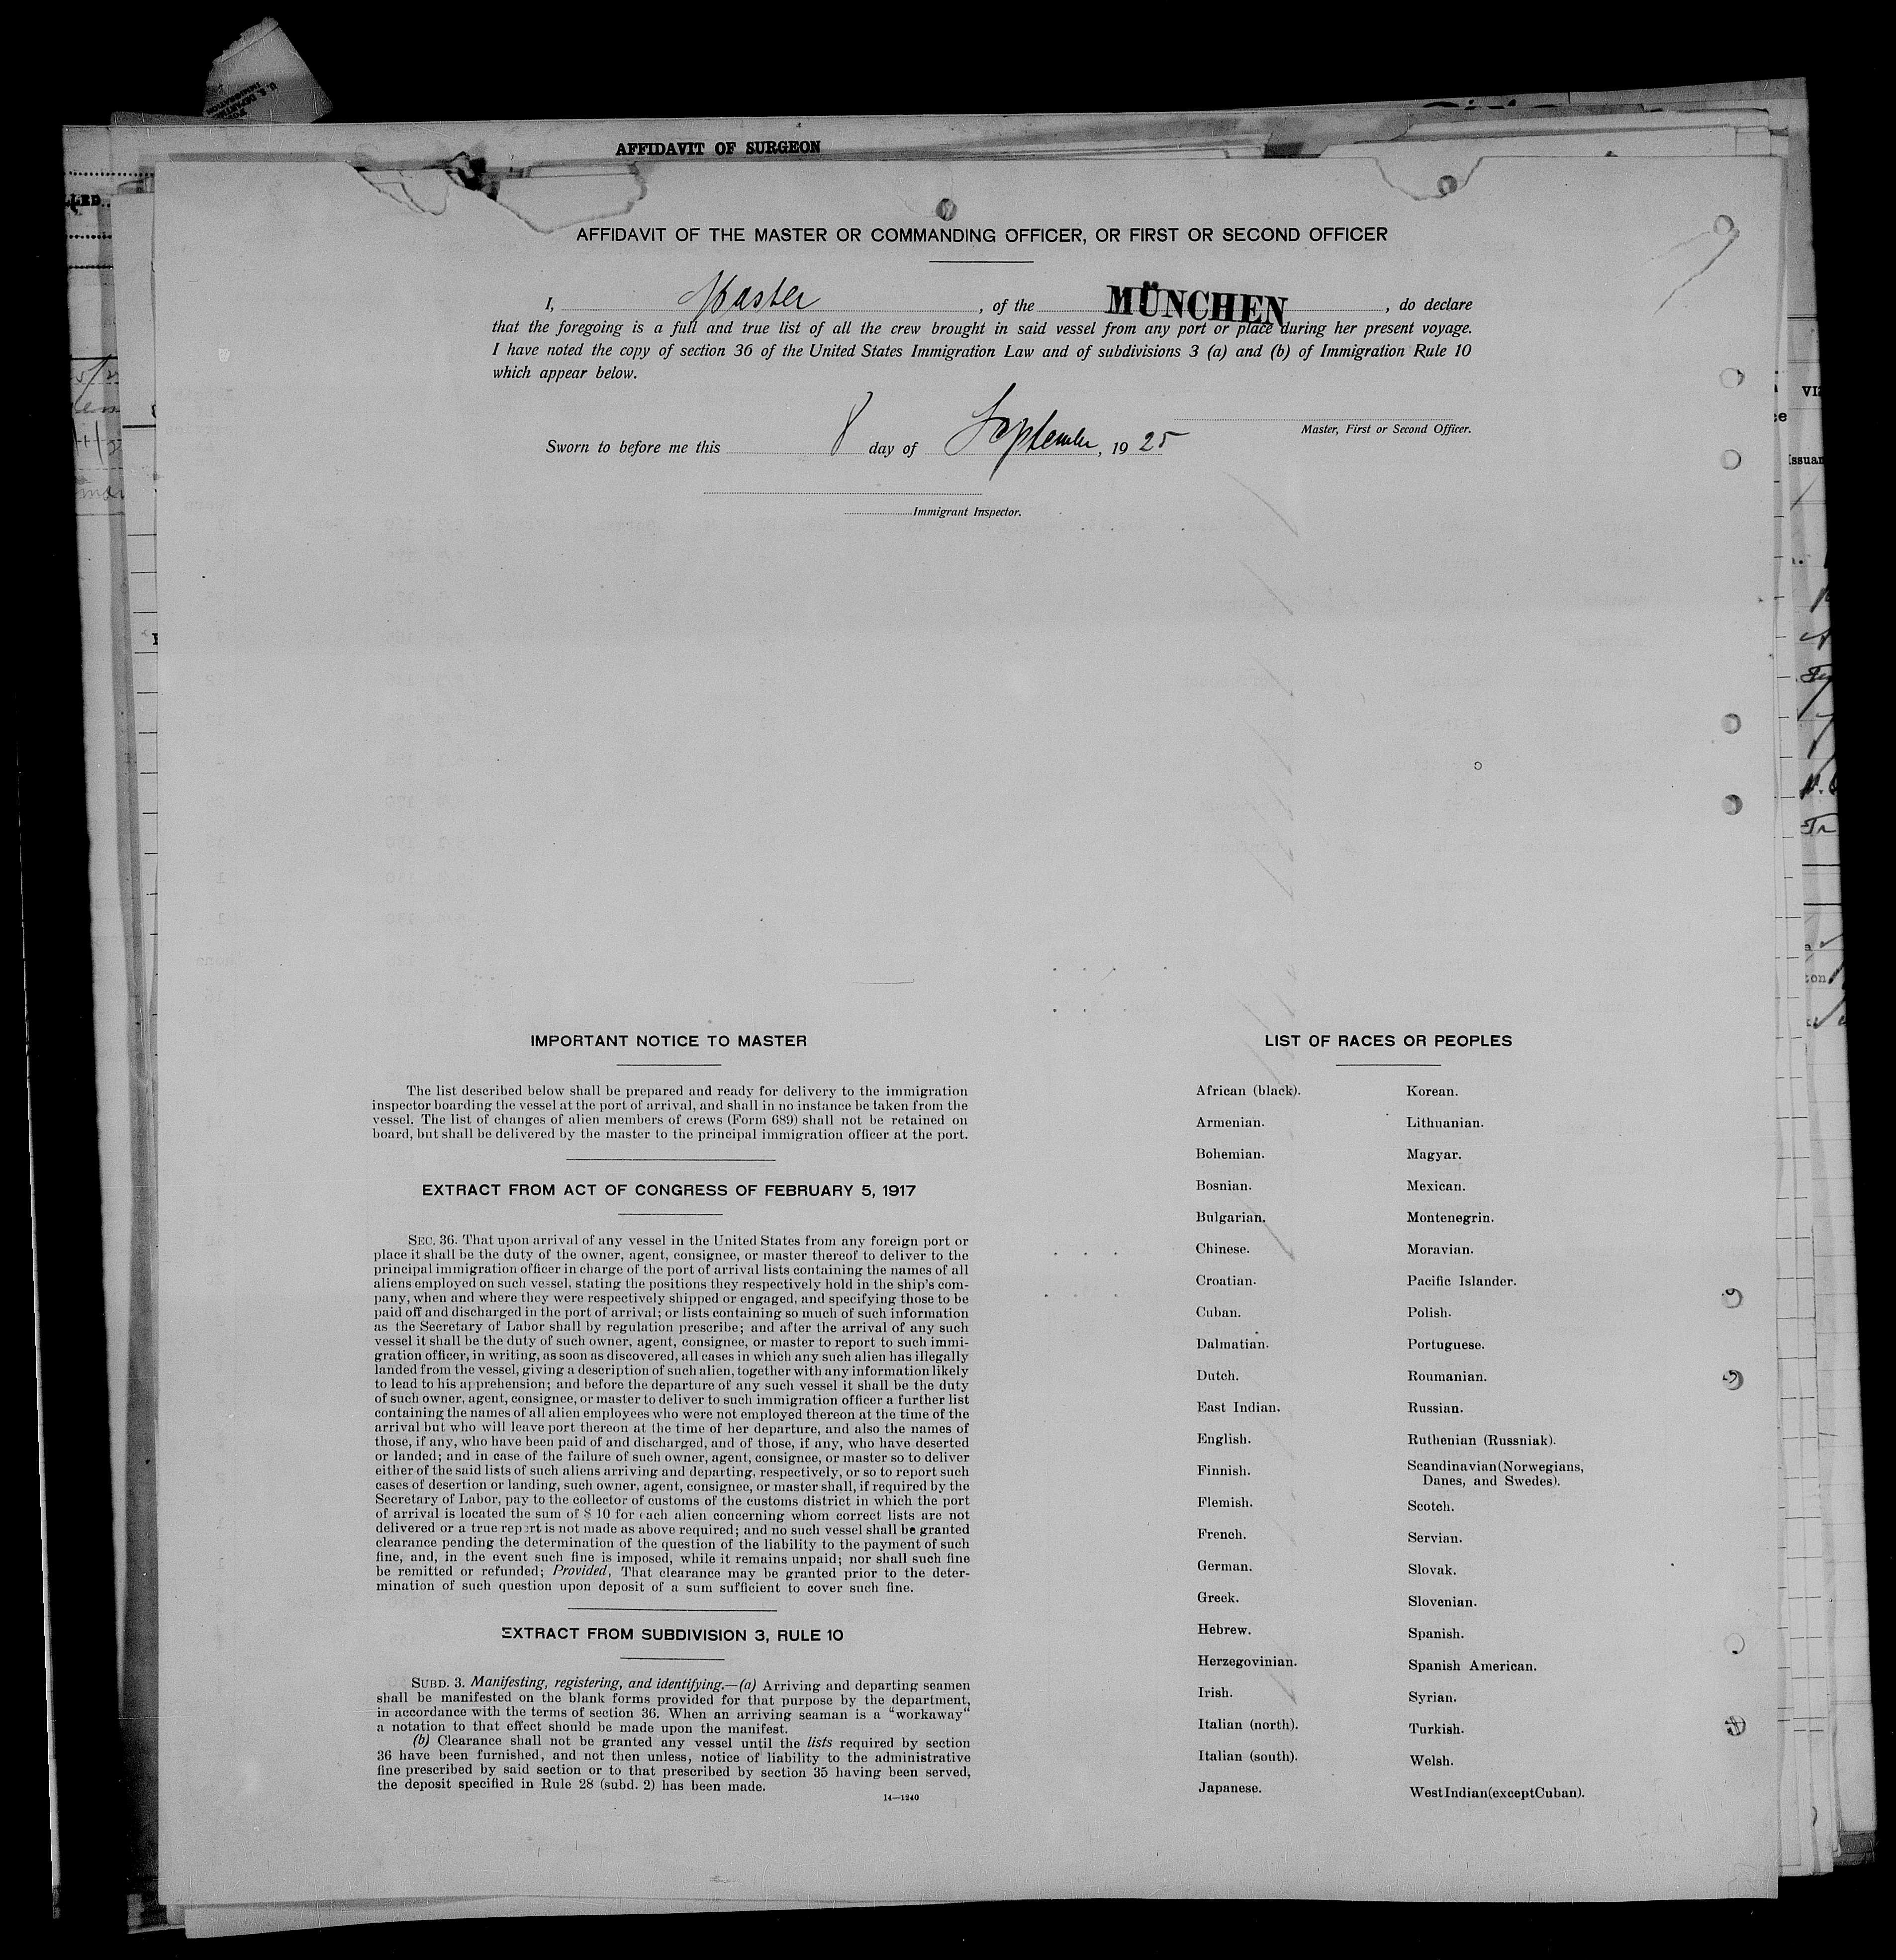 U. S. DEPARTM
IMMIGRATION
AFFIDAVIT OF SURGEON
AFFIDAVIT OF THE MASTER OR COMMANDING OFFICER, OR FIRST OR SECOND OFFICER
I, Master, of the MÜNCHEN, do declare
that the foregoing is a full and true list of all the crew brought in said vessel from any port or place during her present voyage.
I have noted the copy of section 36 of the United States Immigration Law and of subdivisions 3 (a) and (b) of Immigration Rule 10
which appear below.
Master, First or Second Officer.
Sworn to before me this 8 day of September, 19 25
Immigrant Inspector.
IMPORTANT NOTICE TO MASTER
The list described below shall be prepared and ready for delivery to the immigration
inspector boarding the vessel at the port of arrival, and shall in no instance be taken from the
vessel. The list of changes of alien members of crews (Form 689) shall not be retained on
board, but shall be delivered by the master to the principal immigration officer at the port.
EXTRACT FROM ACT OF CONGRESS OF FEBRUARY 5, 1917
SEC. 36. That upon arrival of any vessel in the United States from any foreign port or
place it shall be the duty of the owner, agent, consignee, or master thereof to deliver to the
principal immigration officer in charge of the port of arrival lists containing the names of all
aliens employed on such vessel, stating the positions they respectively hold in the ship's com-
pany, when and where they were respectively shipped or engaged, and specifying those to be
paid off and discharged in the port of arrival; or lists containing so much of such information
as the Secretary of Labor shall by regulation prescribe; and after the arrival of any such
vessel it shall be the duty of such owner, agent, consignee, or master to report to such immi-
gration officer, in writing, as soon as discovered, all cases in which any such alien has illegally
landed from the vessel, giving a description of such alien, together with any information likely
to lead to his apprehension; and before the departure of any such vessel it shall be the duty
of such owner, agent, consignee, or master to deliver to such immigration officer a further list
containing the names of all alien employees who were not employed thereon at the time of the
arrival but who will leave port thereon at the time of her departure, and also the names of
those, if any, who have been paid of and discharged, and of those, if any, who have deserted
or landed; and in case of the failure of such owner, agent, consignee, or master so to deliver
either of the said lists of such aliens arriving and departing, respectively, or so to report such
cases of desertion or landing, such owner, agent, consignee, or master shall, if required by the
Secretary of Labor, pay to the collector of customs of the customs district in which the port
of arrival is located the sum of $ 10 for each alien concerning whom correct lists are not
delivered or a true report is not made as above required; and no such vessel shall be granted
clearance pending the determination of the question of the liability to the payment of such
fine, and, in the event such fine is imposed, while it remains unpaid; nor shall such fine
be remitted or refunded; Provided, That clearance may be granted prior to the deter-
mination of such question upon deposit of a sum sufficient to cover such fine.
EXTRACT FROM SUBDIVISION 3, RULE 10
SUBD. 3. Manifesting, registering, and identifying.—(a) Arriving and departing seamen
shall be manifested on the blank forms provided for that purpose by the department,
in accordance with the terms of section 36. When an arriving seaman is a "workaway"
a notation to that effect should be made upon the manifest.
(b) Clearance shall not be granted any vessel until the lists required by section
36 have been furnished, and not then unless, notice of liability to the administrative
fine prescribed by said section or to that prescribed by section 35 having been served,
the deposit specified in Rule 28 (subd. 2) has been made.
14—1240
LIST OF RACES OR PEOPLES
African (black).
Armenian.
Bohemian.
Bosnian.
Bulgarian.
Chinese.
Croatian.
Cuban.
Dalmatian.
Dutch.
East Indian.
English.
Finnish.
Flemish.
French.
German.
Greek.
Hebrew.
Herzegovinian.
Irish.
Italian (north).
Italian (south).
Japanese.
Korean.
Lithuanian.
Magyar.
Mexican.
Montenegrin.
Moravian.
Pacific Islander.
Polish.
Portuguese.
Roumanian.
Russian.
Ruthenian (Russniak).
Scandinavian(Norwegians,
Danes, and Swedes).
Scotch.
Servian.
Slovak.
Slovenian.
Spanish.
Spanish American.
Syrian.
Turkish.
Welsh.
WestIndian(exceptCuban).